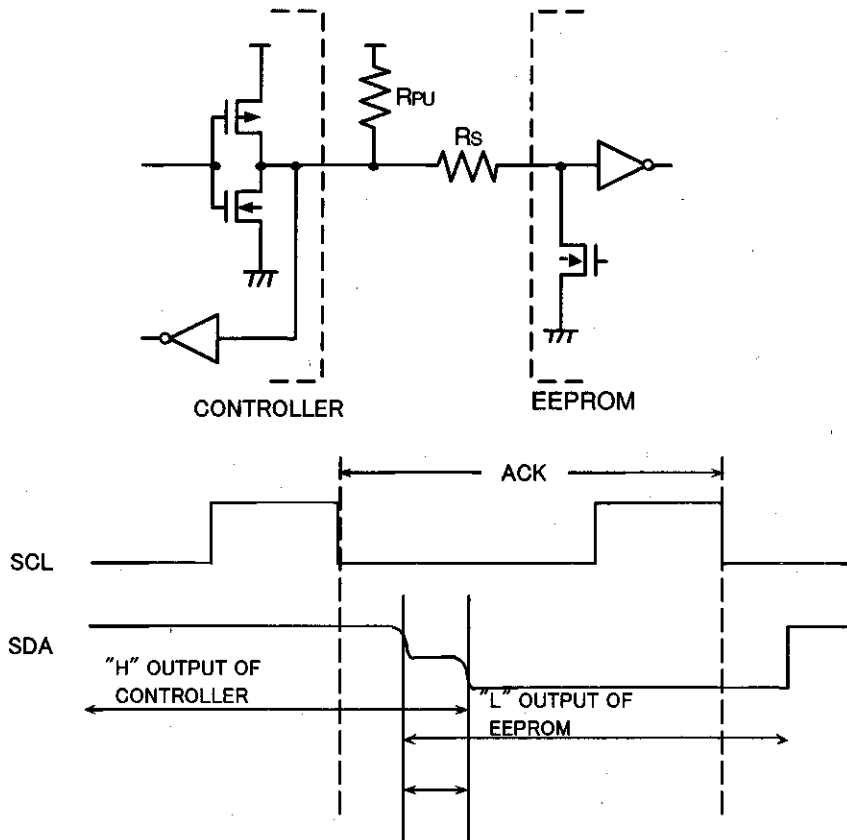 RPU
RS
CONTROLLER
EEPROM
ACK
SCL
SDA
"H" OUTPUT OF
CONTROLLER
"L" OUTPUT OF
EEPROM